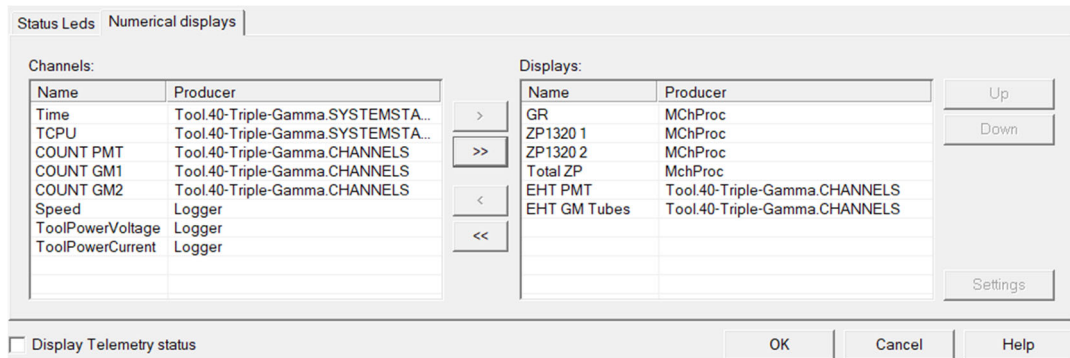 Status Leds Numerical displays
Channels: Displays:
Name Producer Name Producer Up
Time Tool.40-Triple-Gamma.SYSTEMSTA... > GR MChProc
TCPU Tool.40-Triple-Gamma.SYSTEMSTA... ZP1320 1 MChProc Down
COUNT PMT Tool.40-Triple-Gamma.CHANNELS >> ZP1320 2 MChProc
COUNT GM1 Tool.40-Triple-Gamma.CHANNELS Total ZP MchProc
COUNT GM2 Tool.40-Triple-Gamma.CHANNELS < EHT PMT Tool.40-Triple-Gamma.CHANNELS
Speed Logger EHT GM Tubes Tool.40-Triple-Gamma.CHANNELS
ToolPowerVoltage Logger <<
ToolPowerCurrent Logger
Settings
Display Telemetry status OK Cancel Help